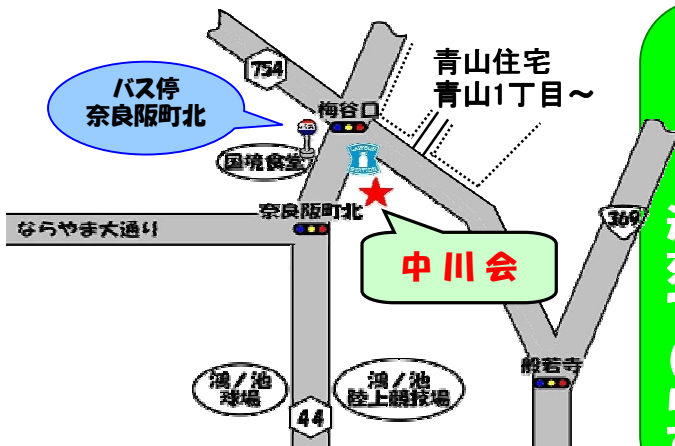 754
青山住宅
青山1丁目～
バス停
奈良阪町北
梅谷口
国境食堂
奈良阪町北
369
ならやま大通り
中川会
般若寺
鴻ノ池
球場
鴻ノ池
陸上競技場
44